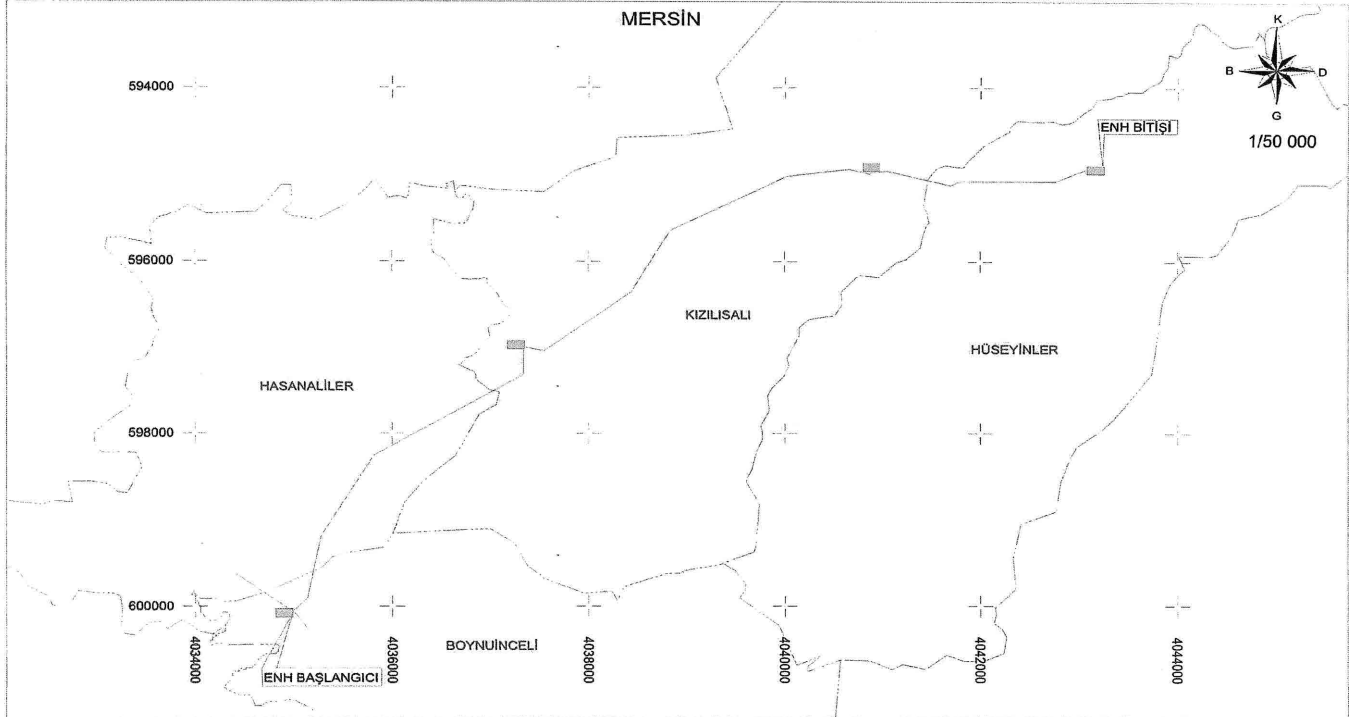 MERSİN
K
B
D
G
1/50 000
594000
ENH BİTİŞİ
596000
KIZILISALI
HÜSEYİNLER
HASANALİLER
598000
600000
4034000
4036000
4038000
4040000
4042000
4044000
BOYNUİNCELİ
ENH BAŞLANGICI